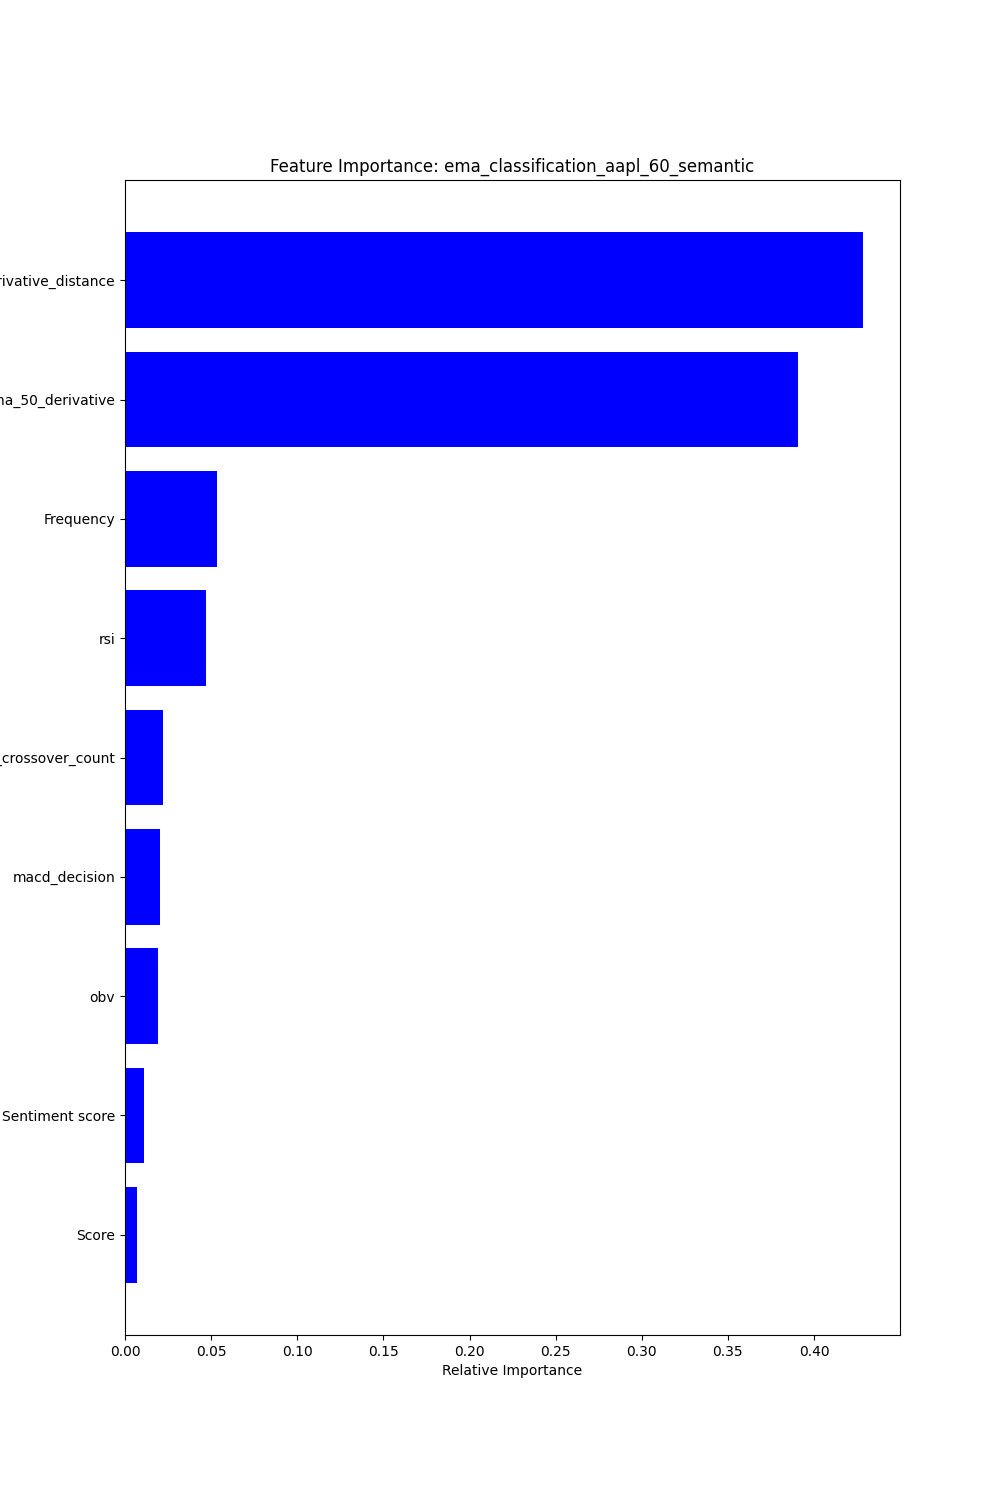 Feature Importance: ema_classification_aapl_60_semantic
rivative_distance
na_50_derivative
Frequency
rsi
_crossover_count
macd_decision
obv
Sentiment score
Score
0.00 0.05 0.10 0.15 0.20 0.25 0.30 0.35 0.40
Relative Importance